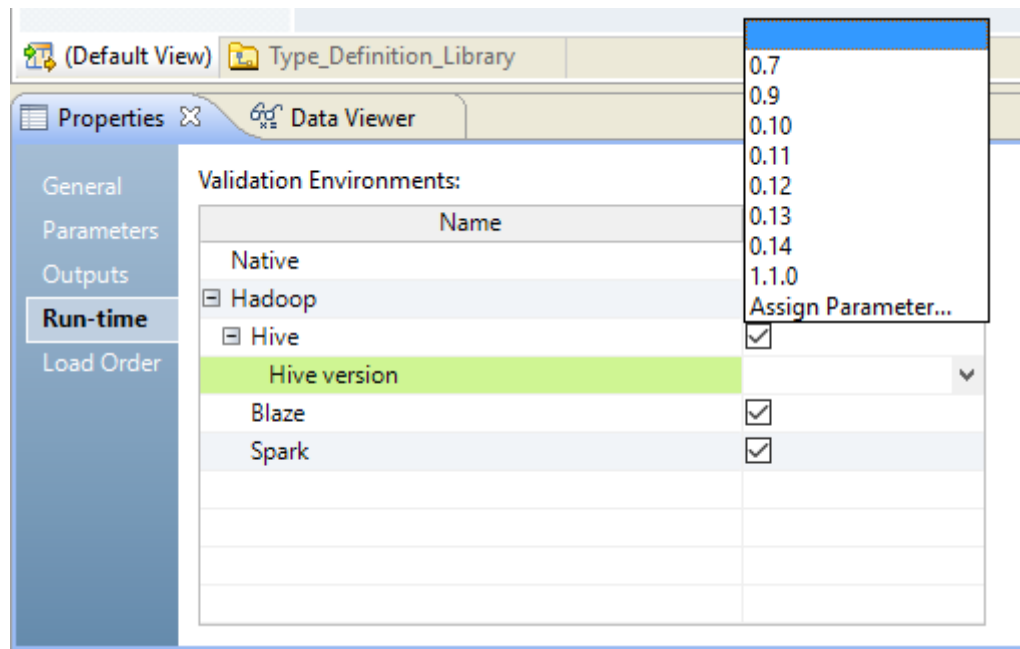 (Default View) Type_Definition_Library
Properties Data Viewer
General
Parameters
Outputs
Run-time
Load Order
Validation Environments:
Name
Native
Hadoop
Hive
Hive version
Blaze
Spark
0.7
0.9
0.10
0.11
0.12
0.13
0.14
1.1.0
Assign Parameter...